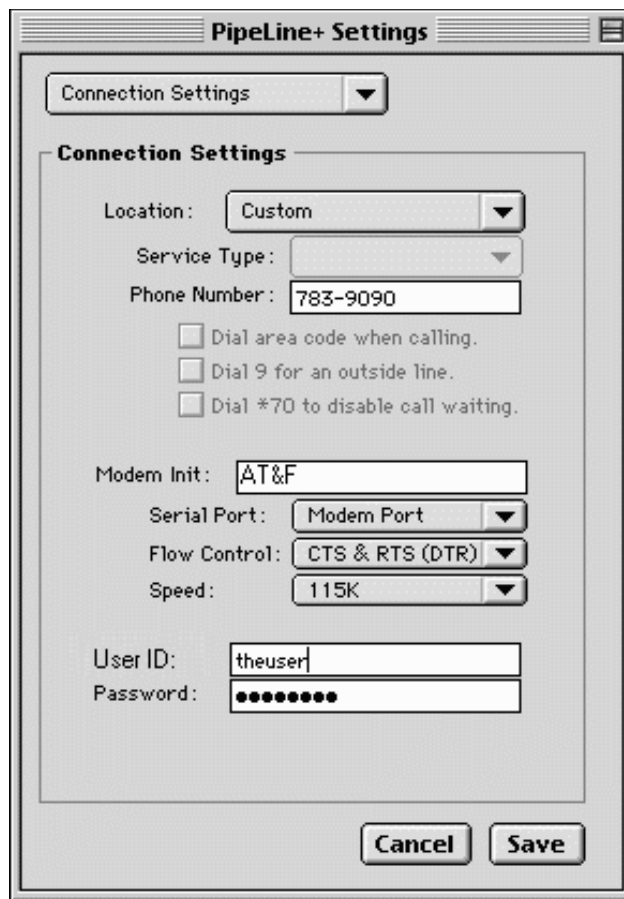 PipeLine+ Settings
Connection Settings
Connection Settings
Location: Custom
Service Type:
Phone Number: 783-9090
Dial area code when calling.
Dial 9 for an outside line.
Dial *70 to disable call waiting.
Modem Init: AT&F
Serial Port: Modem Port
Flow Control: CTS & RTS (DTR)
Speed: 115K
User ID: theuser
Password: ●●●●●●●●
Cancel Save